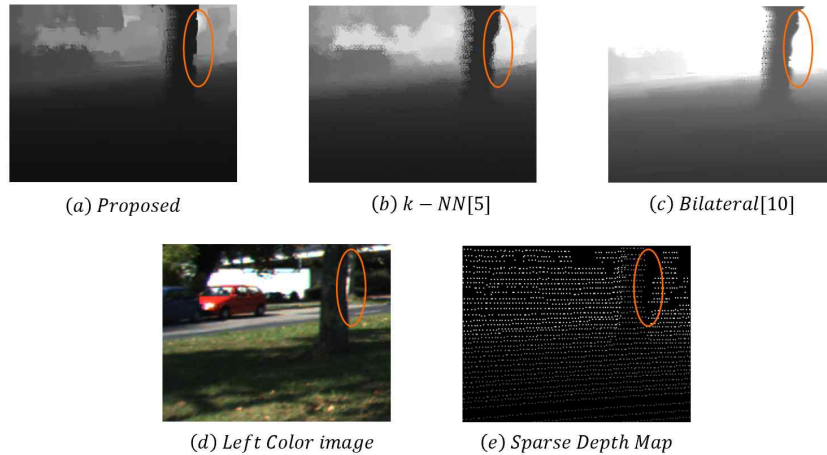 (a) Proposed
(b) k − NN[5]
(c) Bilateral[10]
(d) Left Color image
(e) Sparse Depth Map